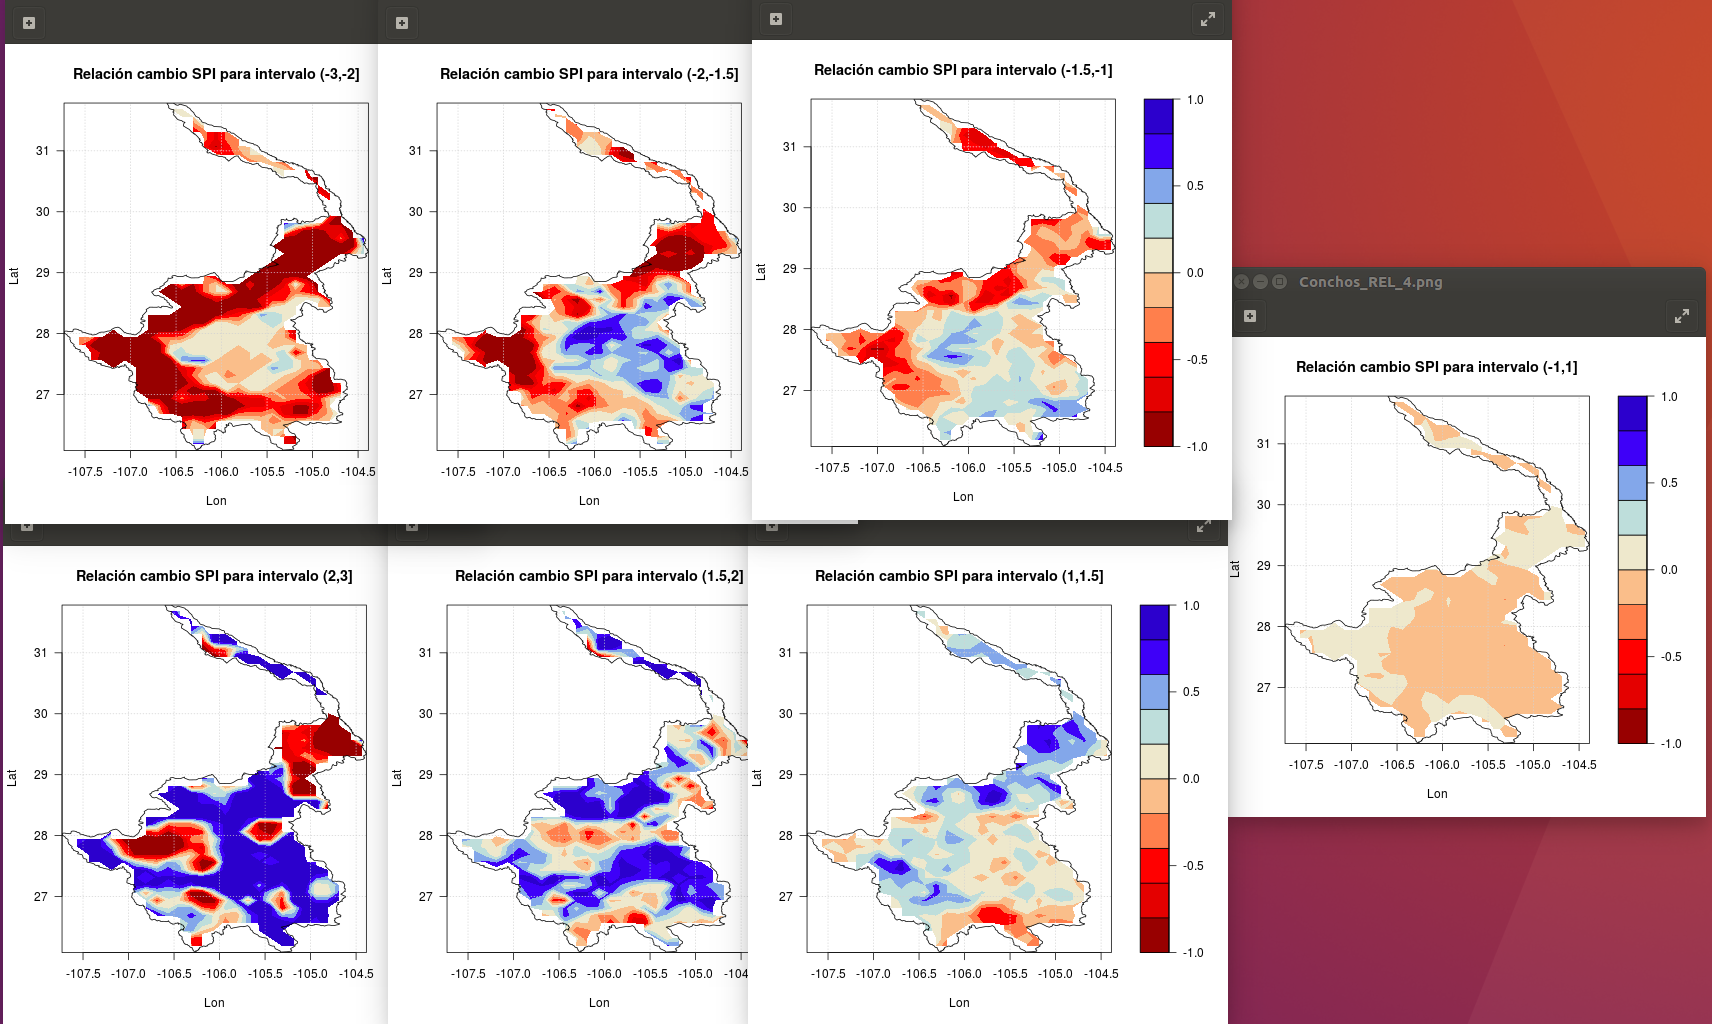 Relación cambio SPI para intervalo (-3,-2]
Lat
31
30
29
28
27
-107.5 -107.0 -106.5 -106.0 -105.5 -105.0 -104.5
Lon
Relación cambio SPI para intervalo (-2,-1.5]
Lat
31
30
29
28
27
-107.5 -107.0 -106.5 -106.0 -105.5 -105.0 -104.5
Lon
Relación cambio SPI para intervalo (-1.5,-1]
Lat
31
30
29
28
27
-107.5 -107.0 -106.5 -106.0 -105.5 -105.0 -104.5
Lon
1.0
0.5
0.0
-0.5
-1.0
Conchos_REL_4.png
Relación cambio SPI para intervalo (-1,1]
Lat
31
30
29
28
27
-107.5 -107.0 -106.5 -106.0 -105.5 -105.0 -104.5
Lon
1.0
0.5
0.0
-0.5
-1.0
Relación cambio SPI para intervalo (2,3]
Lat
31
30
29
28
27
-107.5 -107.0 -106.5 -106.0 -105.5 -105.0 -104.5
Lon
Relación cambio SPI para intervalo (1.5,2]
Lat
31
30
29
28
27
-107.5 -107.0 -106.5 -106.0 -105.5 -105.0 -104
Lon
Relación cambio SPI para intervalo (1,1.5]
Lat
31
30
29
28
27
-107.5 -107.0 -106.5 -106.0 -105.5 -105.0 -104.5
Lon
1.0
0.5
0.0
-0.5
-1.0